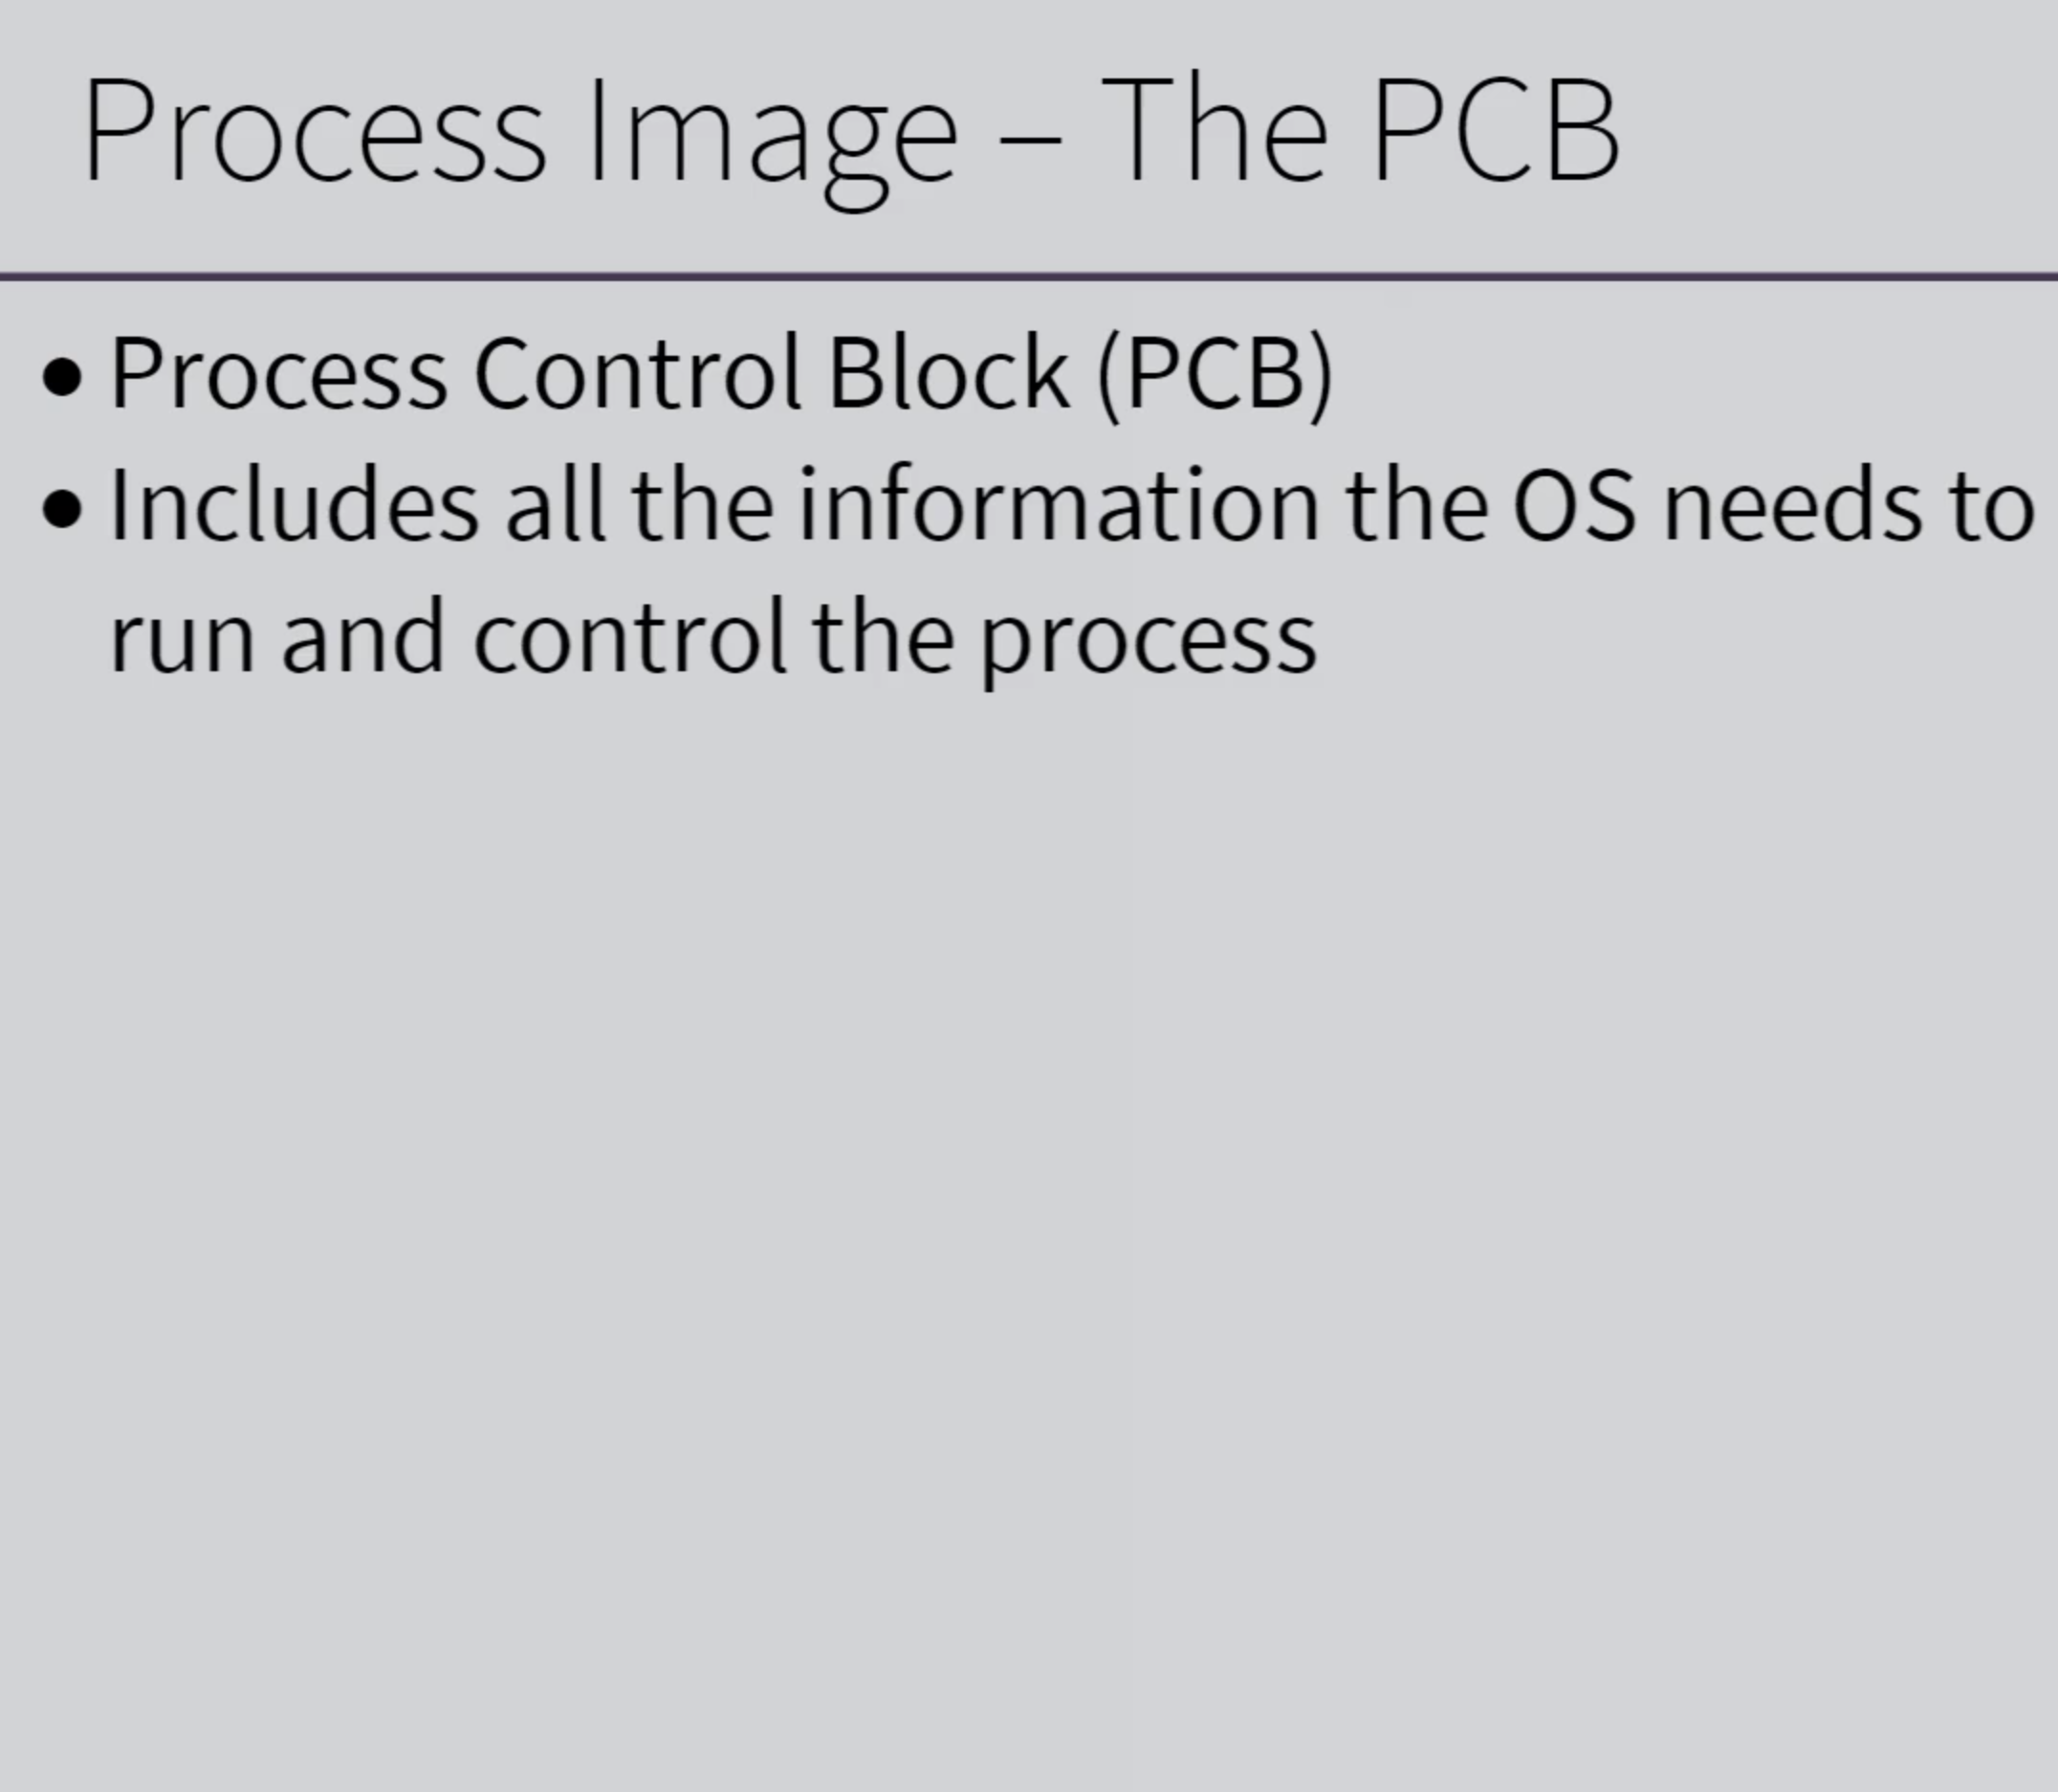 Process Image – The PCB
• Process Control Block (PCB)
• Includes all the information the OS needs to
run and control the process